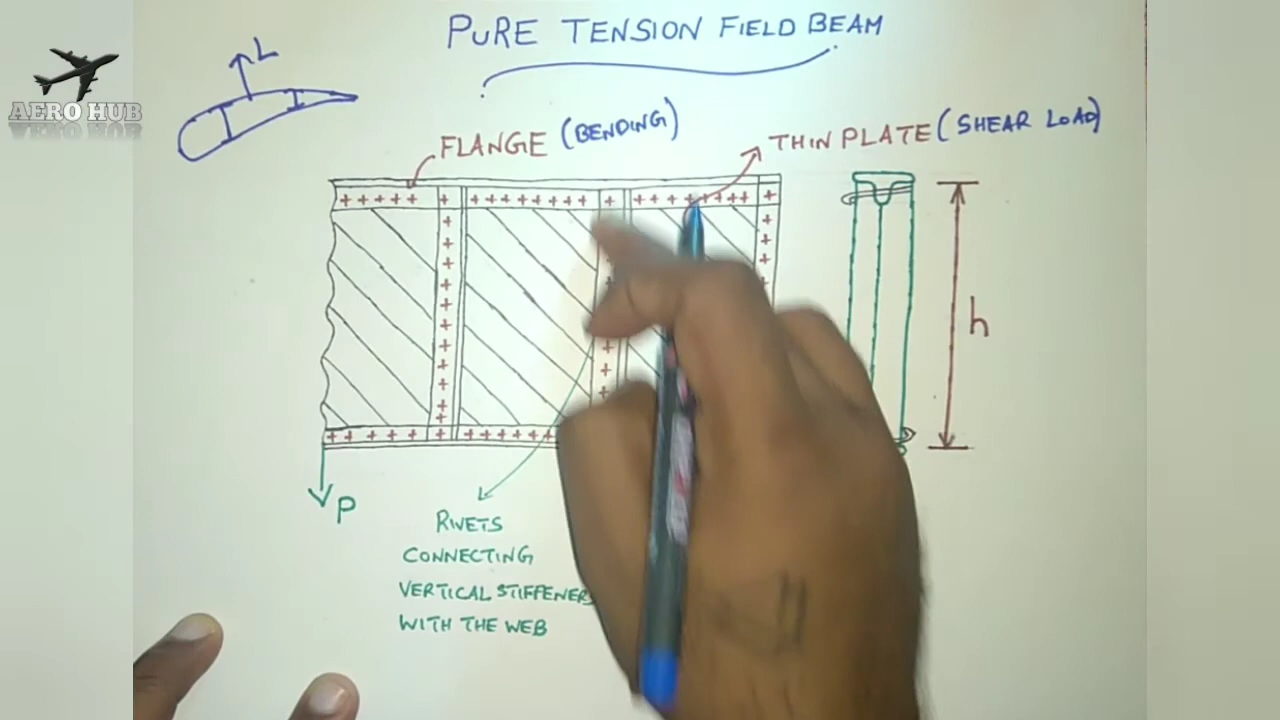 PURE TENSION FIELD BEAM
L
AERO HUB
FLANGE (BENDING)
THIN PLATE (SHEAR LOAD)
h
P
RIVETS
CONNECTING
VERTICAL STIFFENERS
WITH THE WEB